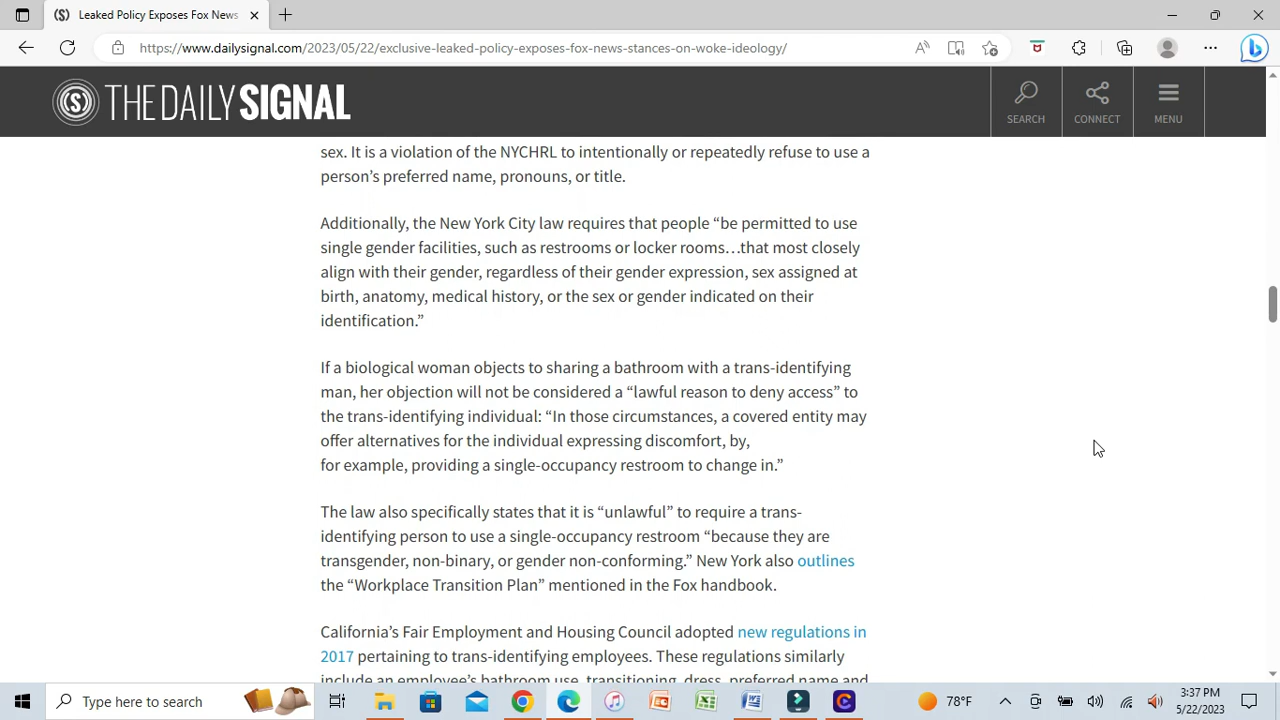 Leaked Policy Exposes Fox News
https://www.dailysignal.com/2023/05/22/exclusive-leaked-policy-exposes-fox-news-stances-on-woke-ideology/
THE DAILY SIGNAL
SEARCH
CONNECT
MENU
sex. It is a violation of the NYCHRL to intentionally or repeatedly refuse to use a
person’s preferred name, pronouns, or title.
Additionally, the New York City law requires that people “be permitted to use
single gender facilities, such as restrooms or locker rooms…that most closely
align with their gender, regardless of their gender expression, sex assigned at
birth, anatomy, medical history, or the sex or gender indicated on their
identification.”
If a biological woman objects to sharing a bathroom with a trans-identifying
man, her objection will not be considered a “lawful reason to deny access” to
the trans-identifying individual: “In those circumstances, a covered entity may
offer alternatives for the individual expressing discomfort, by,
for example, providing a single-occupancy restroom to change in.”
The law also specifically states that it is “unlawful” to require a trans-
identifying person to use a single-occupancy restroom “because they are
transgender, non-binary, or gender non-conforming.” New York also outlines
the “Workplace Transition Plan” mentioned in the Fox handbook.
California’s Fair Employment and Housing Council adopted new regulations in
2017 pertaining to trans-identifying employees. These regulations similarly
include an employee’s bathroom use, transitioning, dress, preferred name and
Type here to search
78°F
3:37 PM
5/22/2023